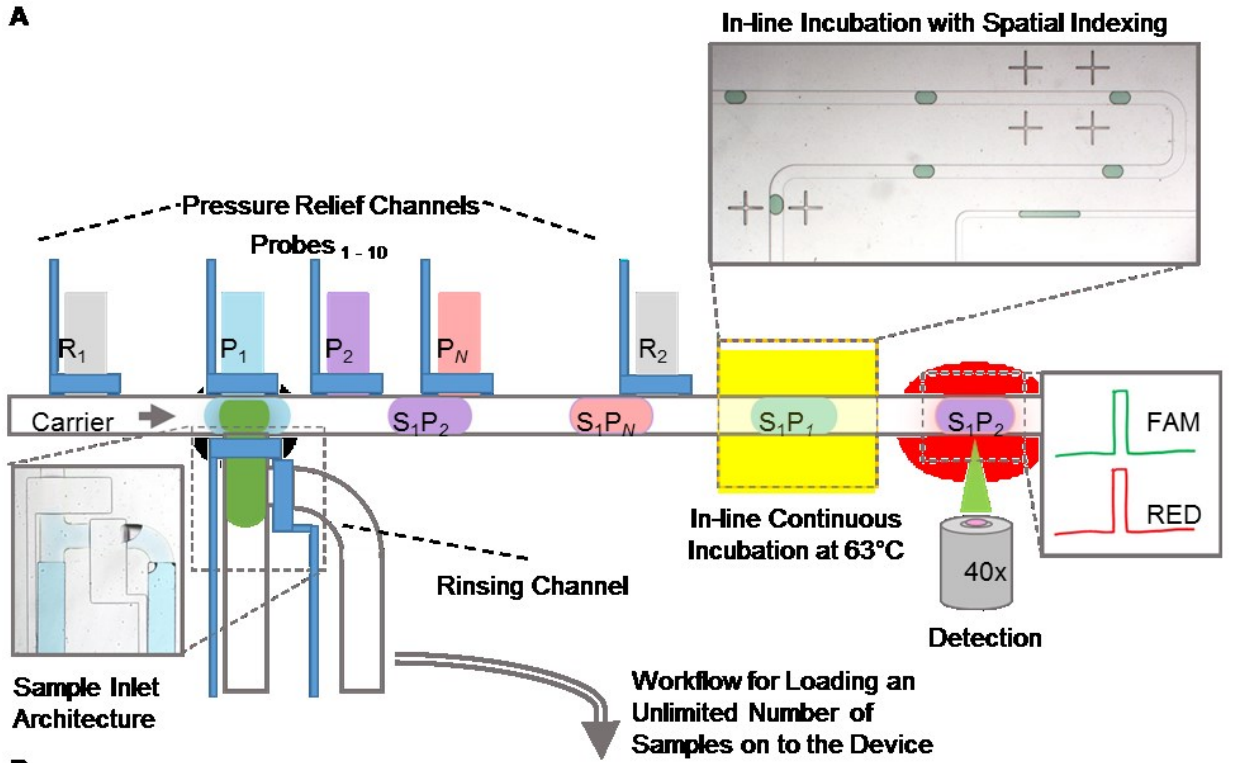 A
In-line Incubation with Spatial Indexing
Pressure Relief Channels
Probes 1 - 10
R1
P1
P2
PN
R2
Carrier
S1P2
S1PN
S1P1
S1P2
FAM
RED
In-line Continuous
Incubation at 63°C
40x
Rinsing Channel
Detection
Sample Inlet
Architecture
Workflow for Loading an
Unlimited Number of
Samples on to the Device